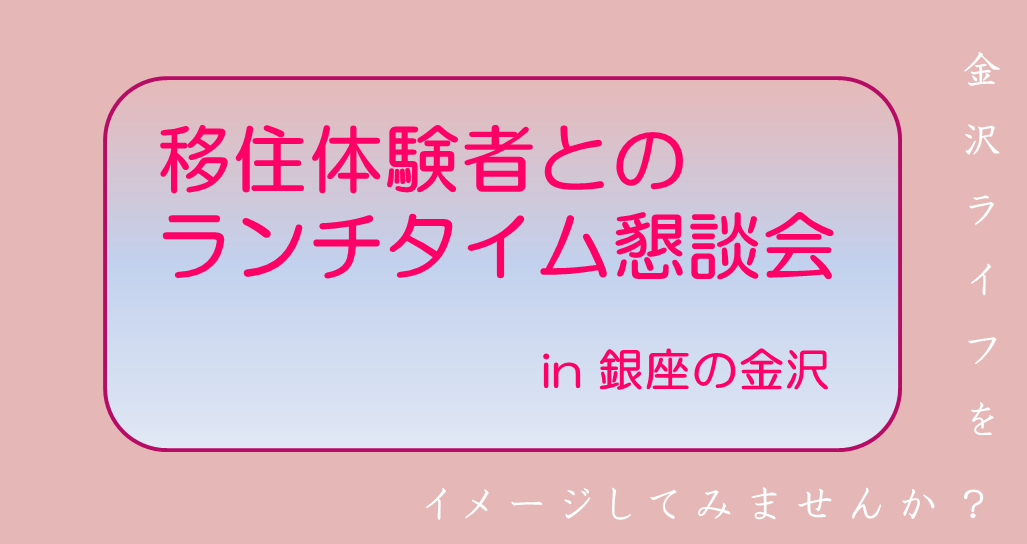 移住体験者との
ランチタイム懇談会
in 銀座の金沢
金沢ライフを
イメージしてみませんか？